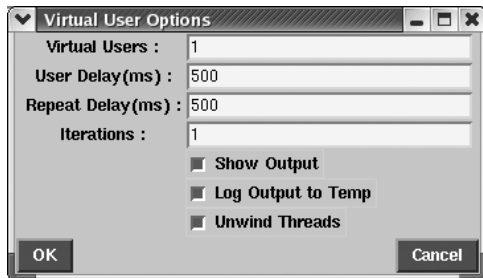 Virtual User Options
Virtual Users : 1
User Delay(ms) : 500
Repeat Delay(ms) : 500
Iterations : 1
Show Output
Log Output to Temp
Unwind Threads
OK Cancel